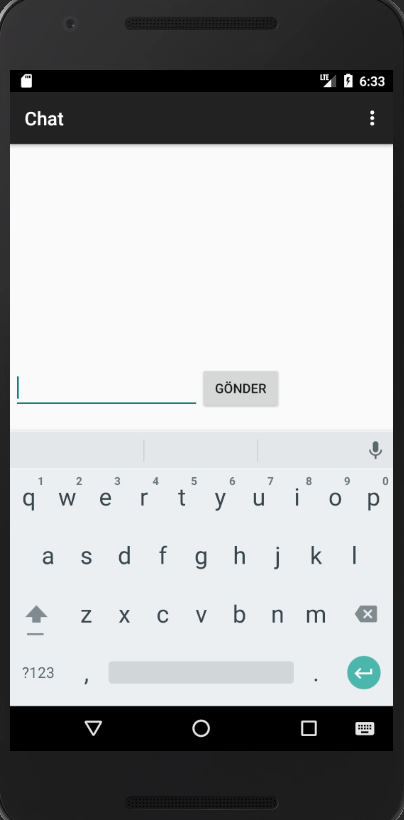 LTE 6:33
Chat
GÖNDER
1 2 3 4 5 6 7 8 9 0
q w e r t y u i o p
a s d f g h j k l
z x c v b n m
?123 , .